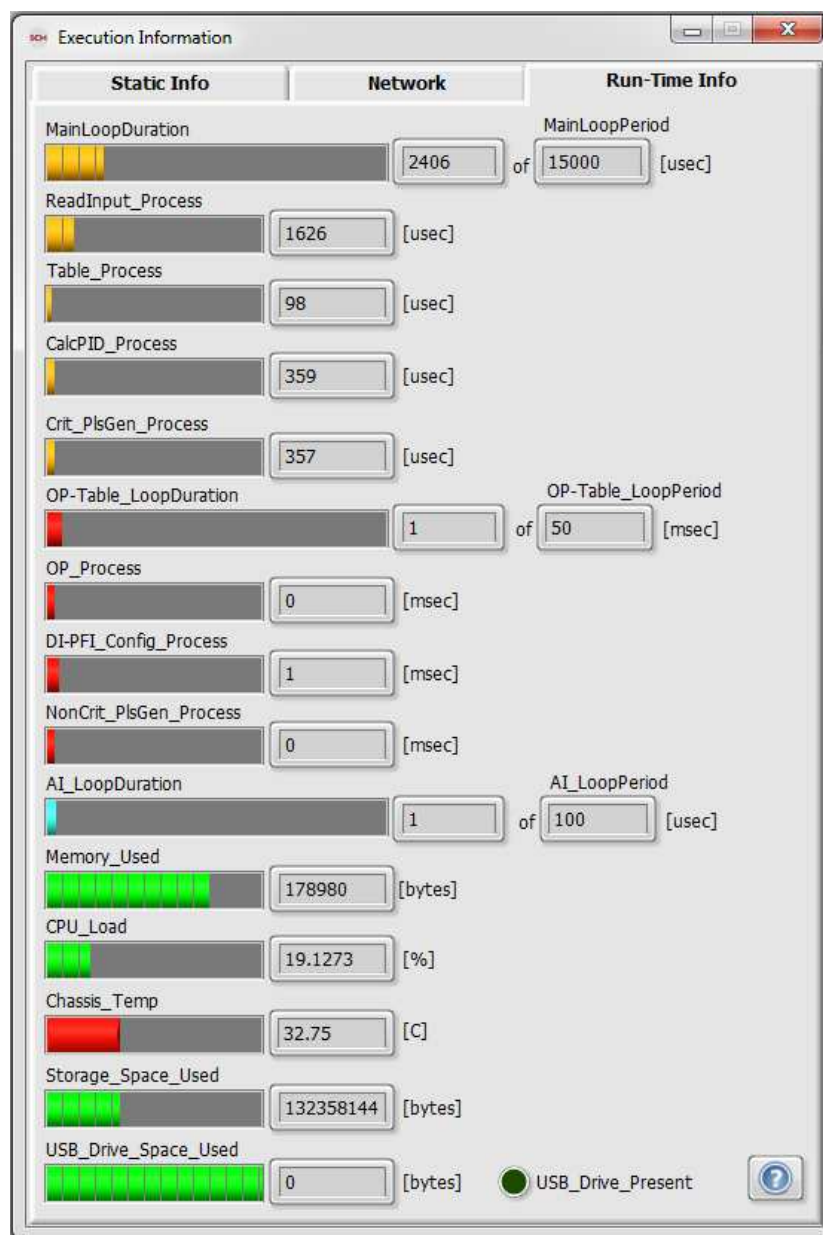 SCM Execution Information
Static Info Network Run-Time Info
MainLoopDuration MainLoopPeriod
2406 of 15000 [usec]
ReadInput_Process
1626 [usec]
Table_Process
98 [usec]
CalcPID_Process
359 [usec]
Crit_PlsGen_Process
357 [usec]
OP-Table_LoopDuration OP-Table_LoopPeriod
1 of 50 [msec]
OP_Process
0 [msec]
DI-PFI_Config_Process
1 [msec]
NonCrit_PlsGen_Process
0 [msec]
AI_LoopDuration AI_LoopPeriod
1 of 100 [usec]
Memory_Used
178980 [bytes]
CPU_Load
19.1273 [%]
Chassis_Temp
32.75 [C]
Storage_Space_Used
132358144 [bytes]
USB_Drive_Space_Used
0 [bytes] USB_Drive_Present ?